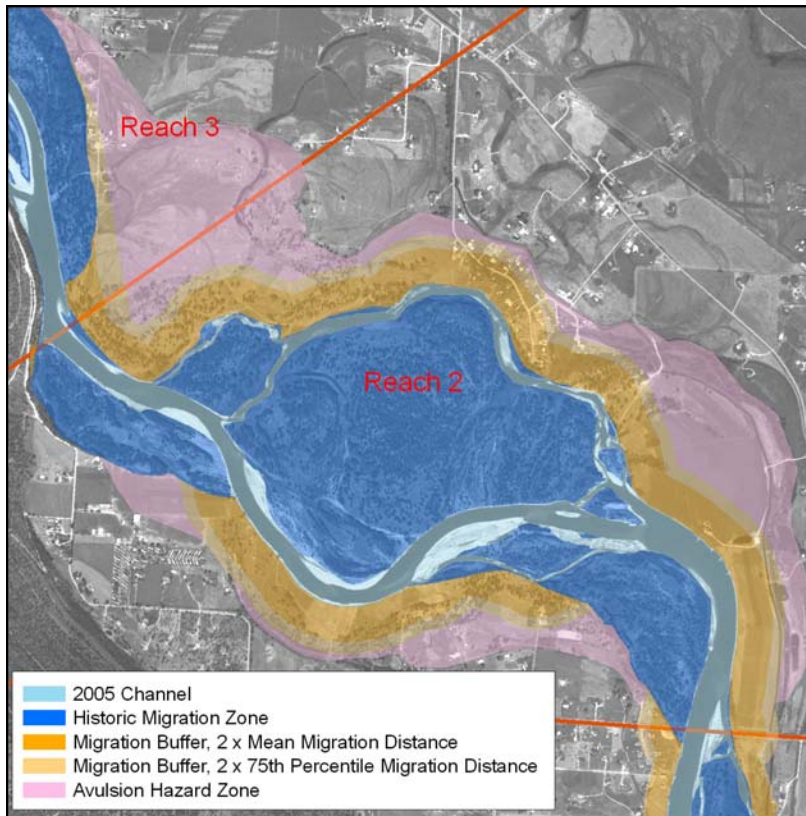 Reach 3
Reach 2
2005 Channel
Historic Migration Zone
Migration Buffer, 2 x Mean Migration Distance
Migration Buffer, 2 x 75th Percentile Migration Distance
Avulsion Hazard Zone